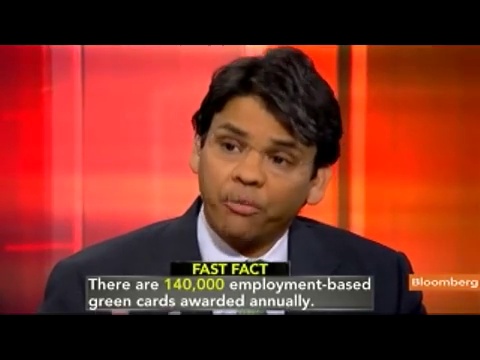 FAST FACT
There are 140,000 employment-based
green cards awarded annually.
Bloomberg